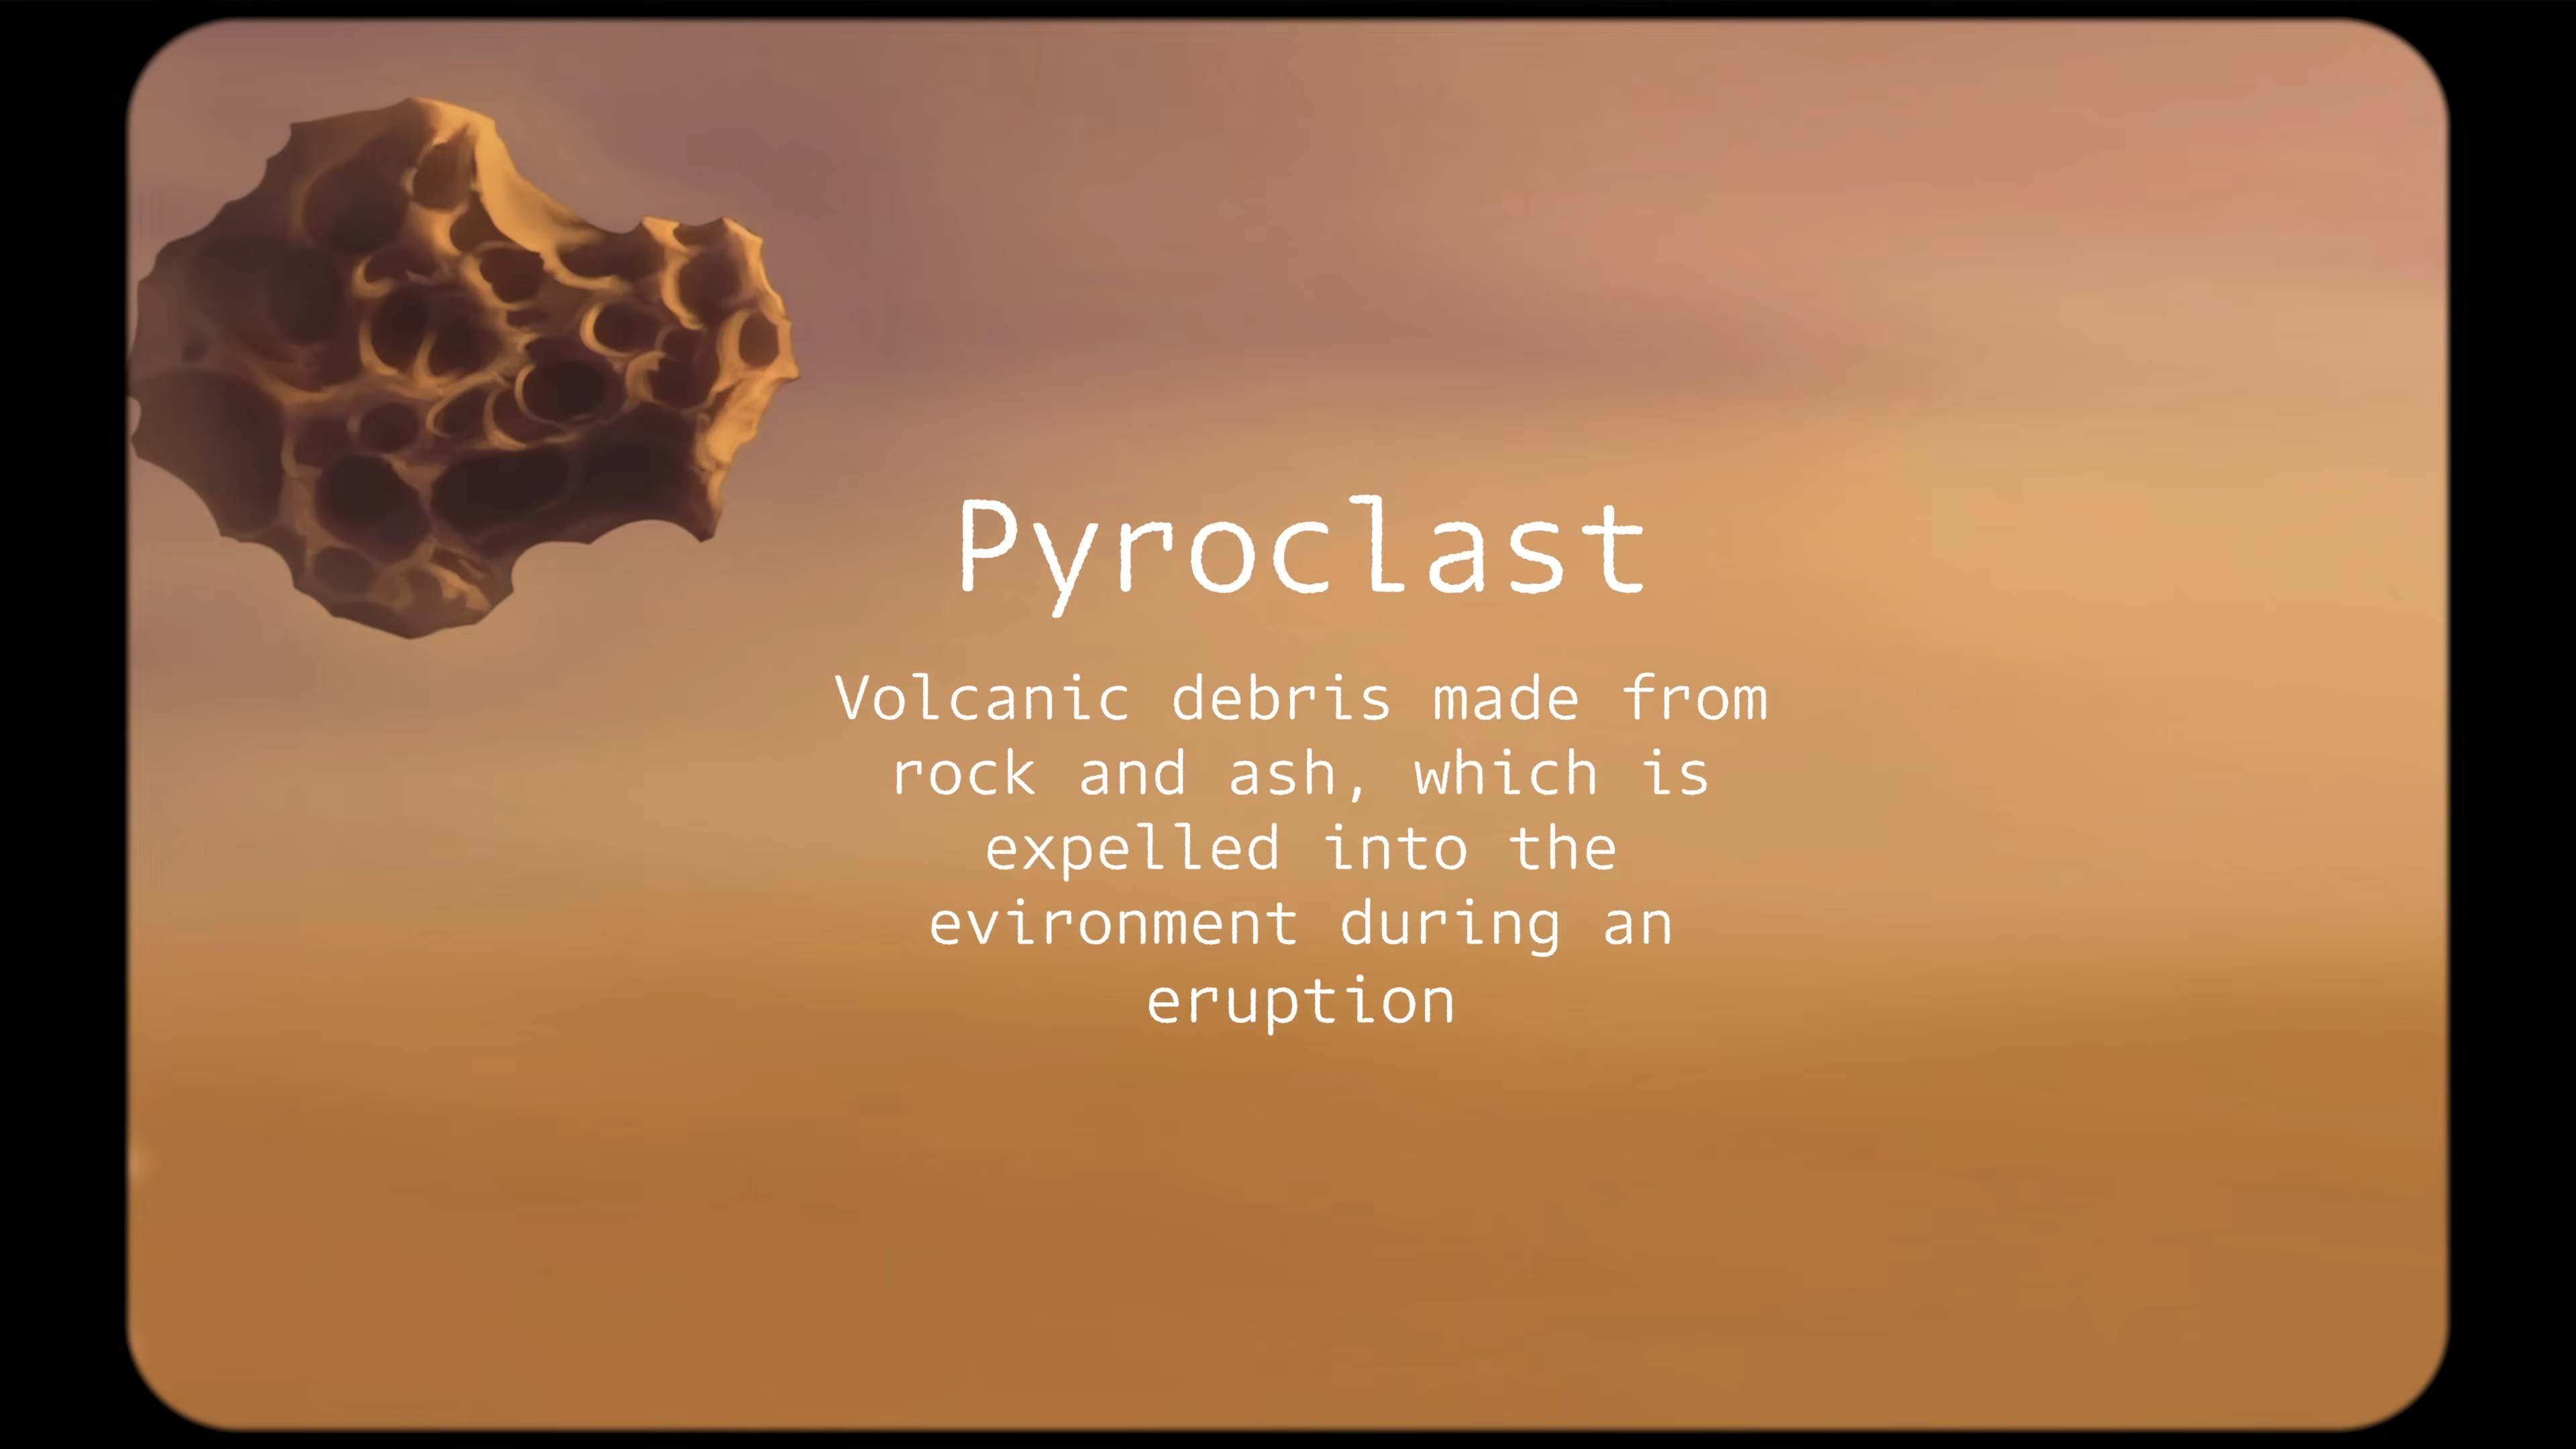 Pyroclast
Volcanic debris made from
rock and ash, which is
expelled into the
evironment during an
eruption